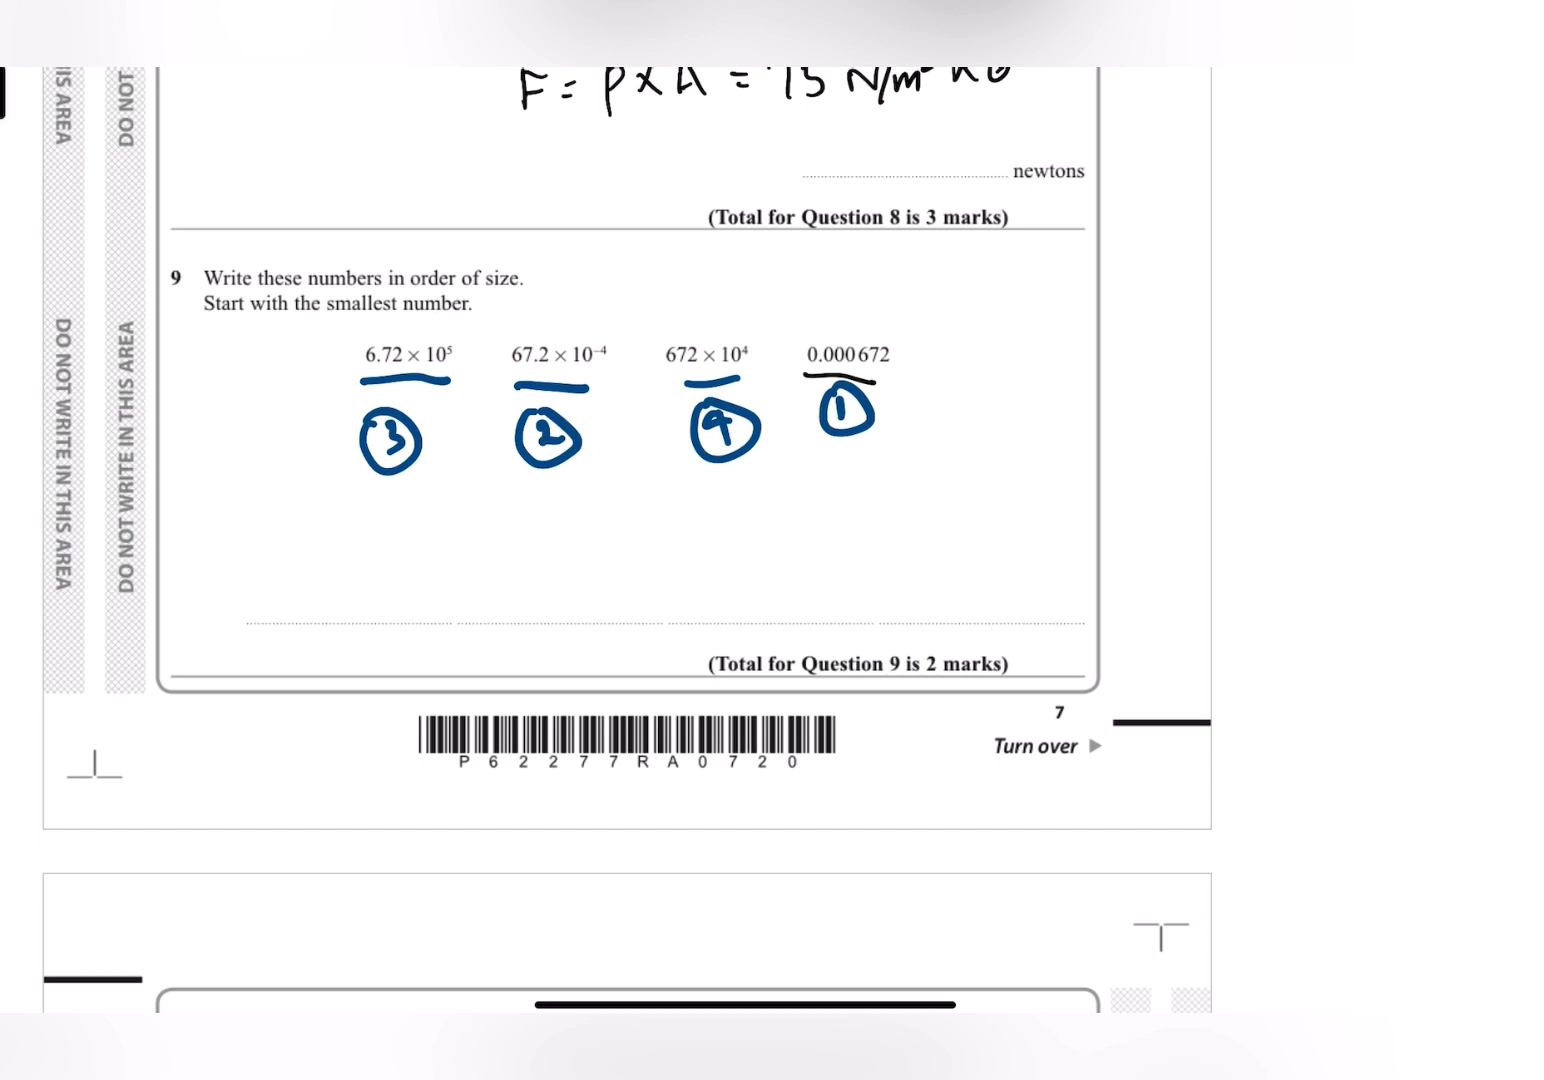 F = P × A = 75 N/m²
newtons
(Total for Question 8 is 3 marks)
9 Write these numbers in order of size.
Start with the smallest number.
6.72 × 10⁵ 67.2 × 10⁻⁴ 672 × 10⁴ 0.000 672
3 2 4 1
(Total for Question 9 is 2 marks)
7
P 6 2 2 7 7 R A 0 7 2 0
Turn over
IS AREA
DO NOT
DO NOT WRITE IN THIS AREA
DO NOT WRITE IN THIS AREA